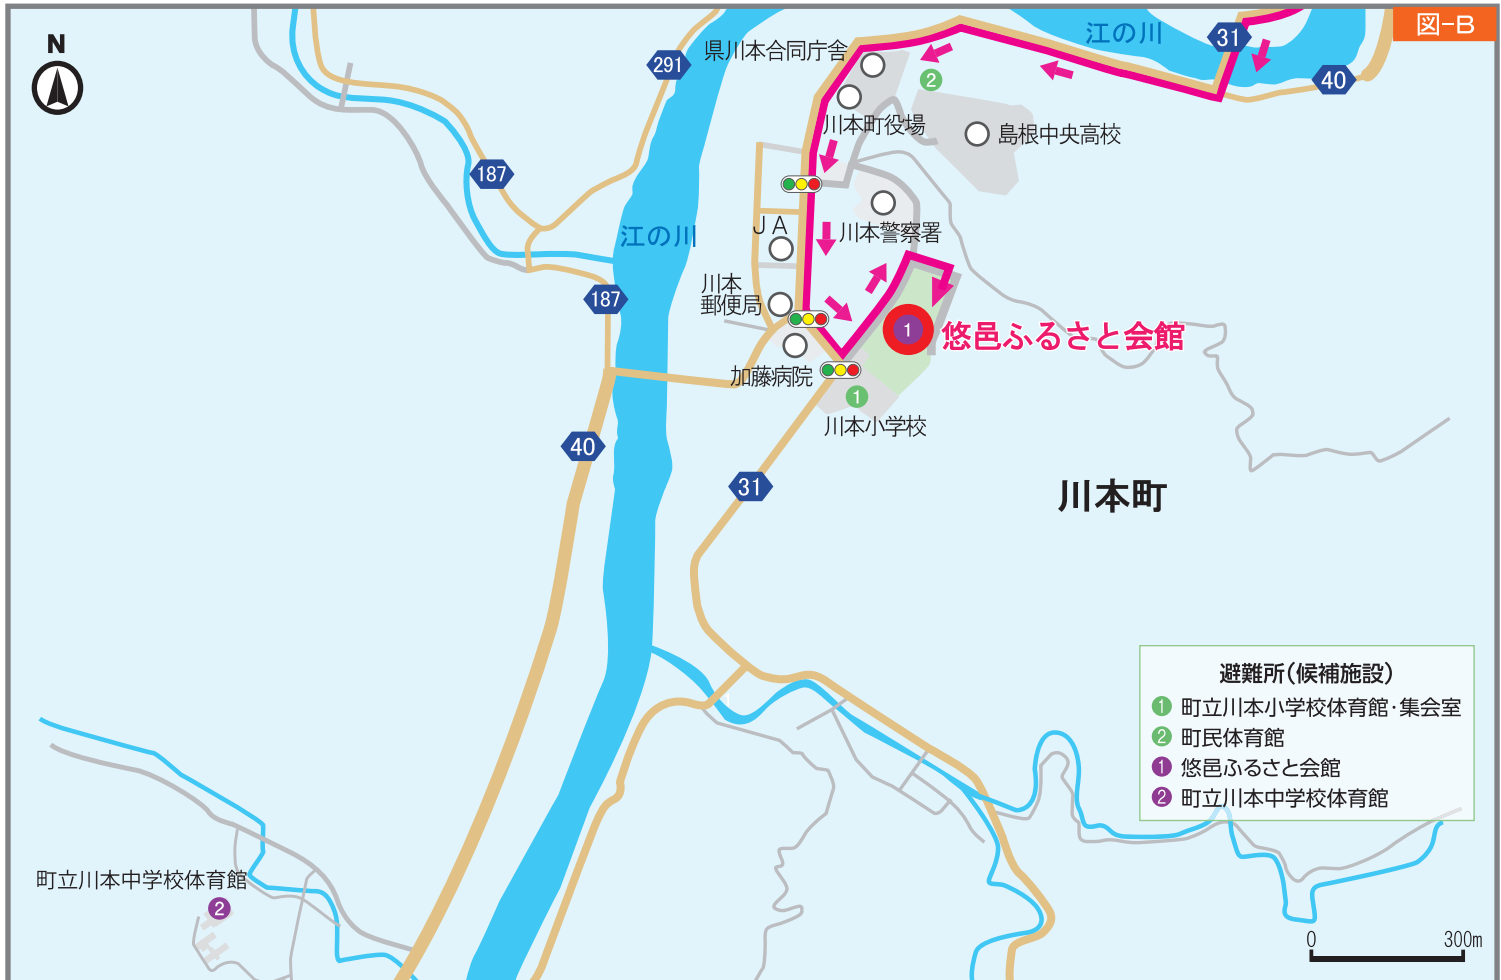 図-B
N
江の川
31
県川本合同庁舎
291
40
2
川本町役場
島根中央高校
187
江の川
JA
川本警察署
川本
郵便局
187
1
悠邑ふるさと会館
加藤病院
1
川本小学校
40
31
川本町
避難所(候補施設)
1 町立川本小学校体育館・集会室
2 町民体育館
1 悠邑ふるさと会館
2 町立川本中学校体育館
町立川本中学校体育館
2
0 300m